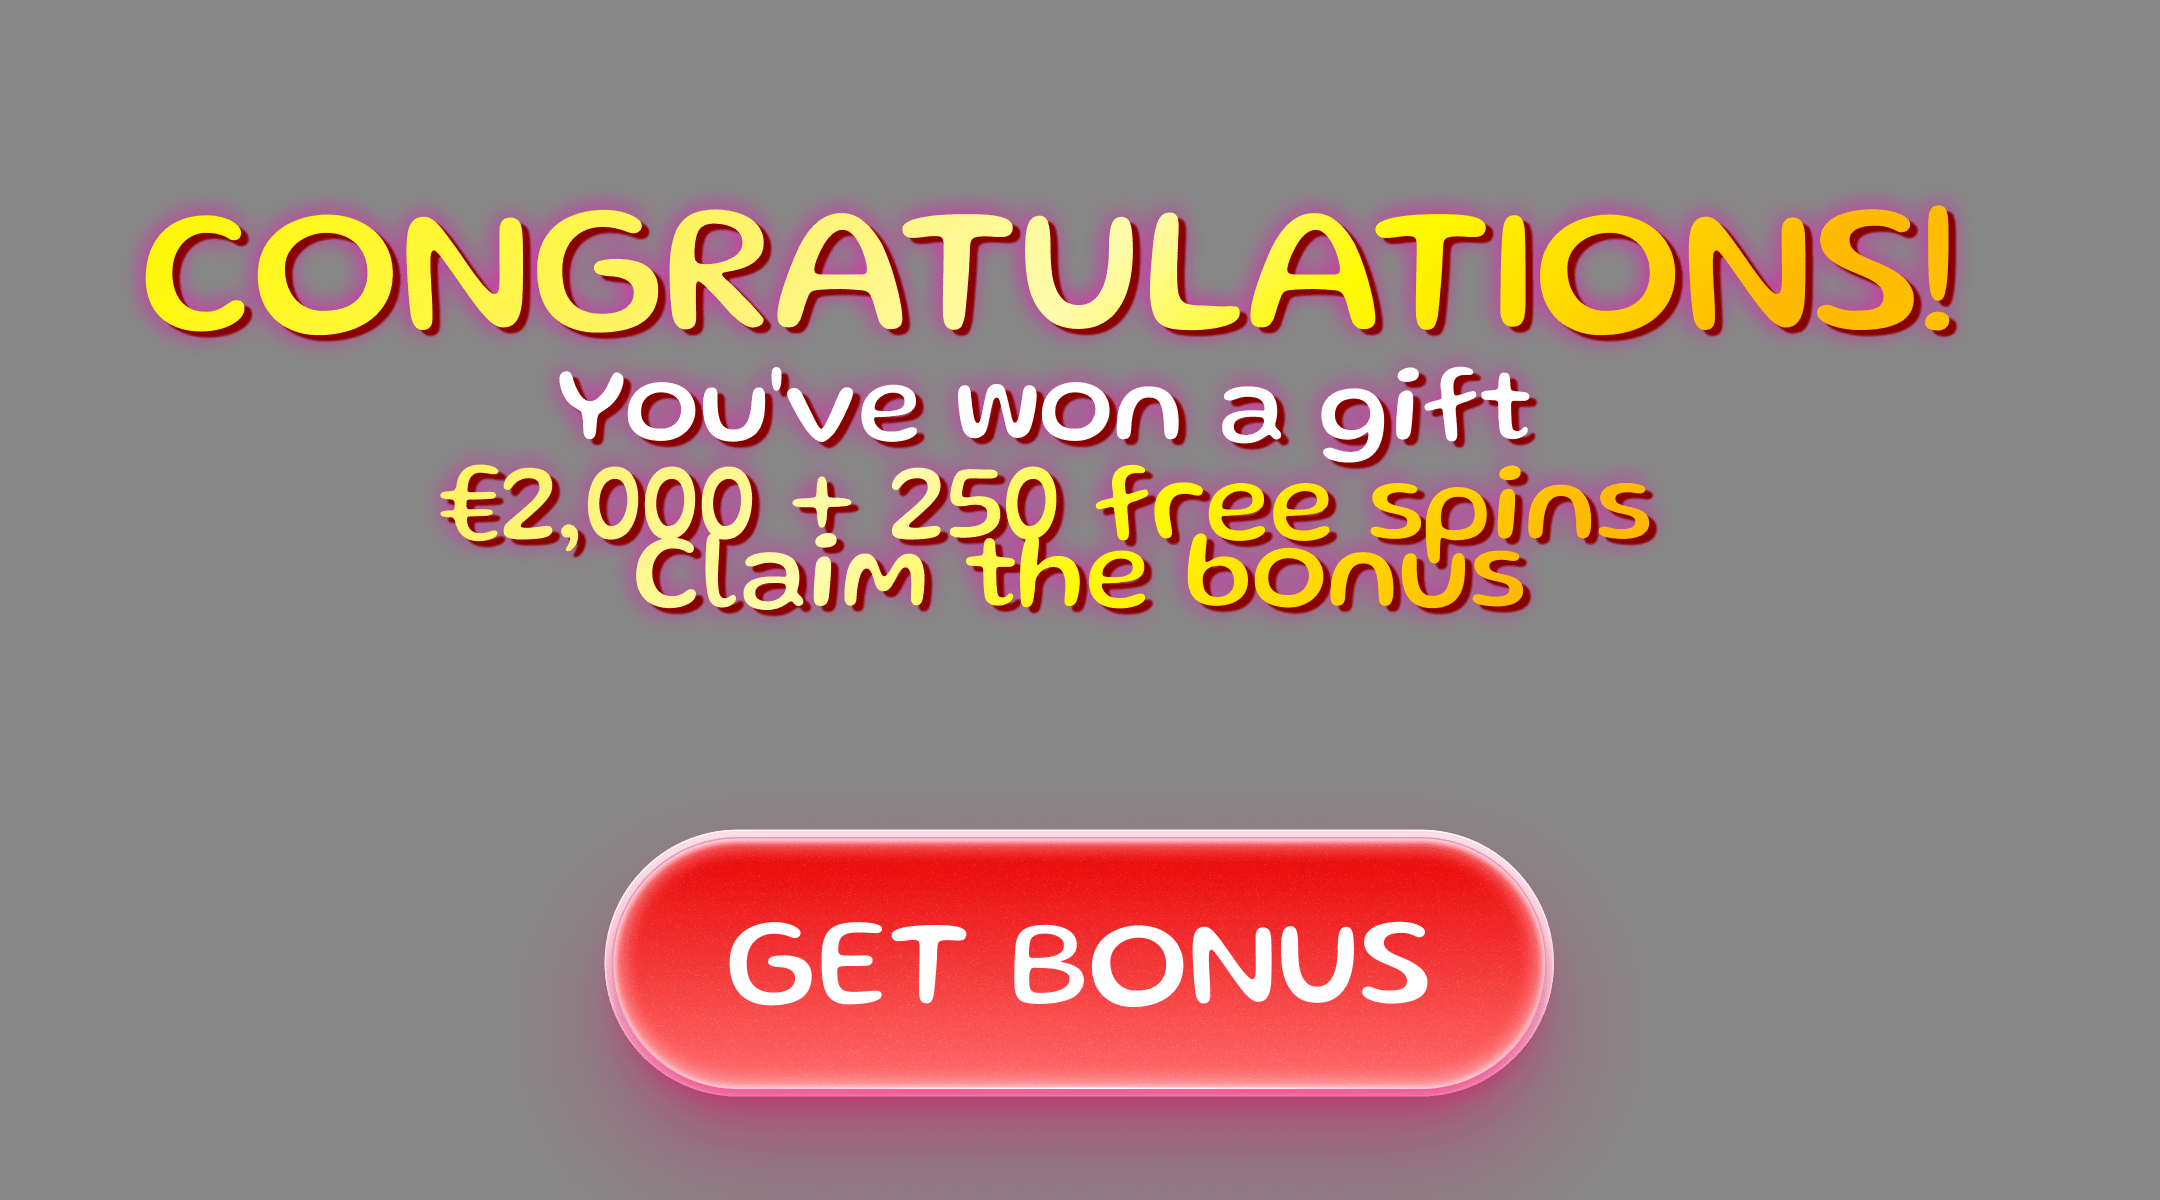 CONGRATULATIONS!
You've won a gift
€2,000 + 250 free spins
Claim the bonus
GET BONUS